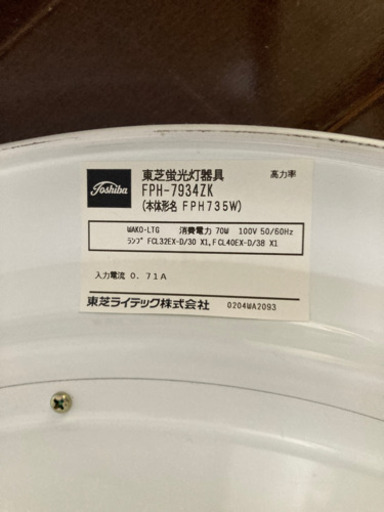 Toshiba
東芝蛍光灯器具 高力率
FPH-7934ZK
(本体形名 FPH735W)
WAKO-LTG 消費電力 70W 100V 50/60Hz
ランプ FCL32EX-D/30 X1,FCL40EX-D/38 X1
入力電流 0.71A
東芝ライテック株式会社 0204WA2093